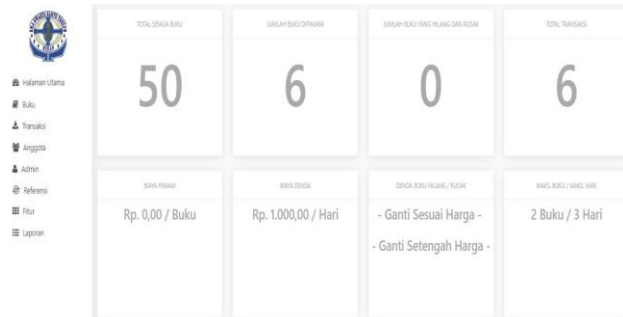 TOTAL SEMUA BUKU
JUMLAH BUKU DIPINJAM
JUMLAH BUKU YANG HILANG DAN RUSAK
TOTAL TRANSAKSI
50
6
0
6
Halaman Utama
Buku
Transaksi
Anggota
Admin
Referensi
Fitur
Laporan
BIAYA PINJAM
BIAYA DENDA
DENDA BUKU HILANG / RUSAK
MAKS. BUKU / MAKS. HARI
Rp. 0,00 / Buku
Rp. 1.000,00 / Hari
- Ganti Sesuai Harga -
- Ganti Setengah Harga -
2 Buku / 3 Hari